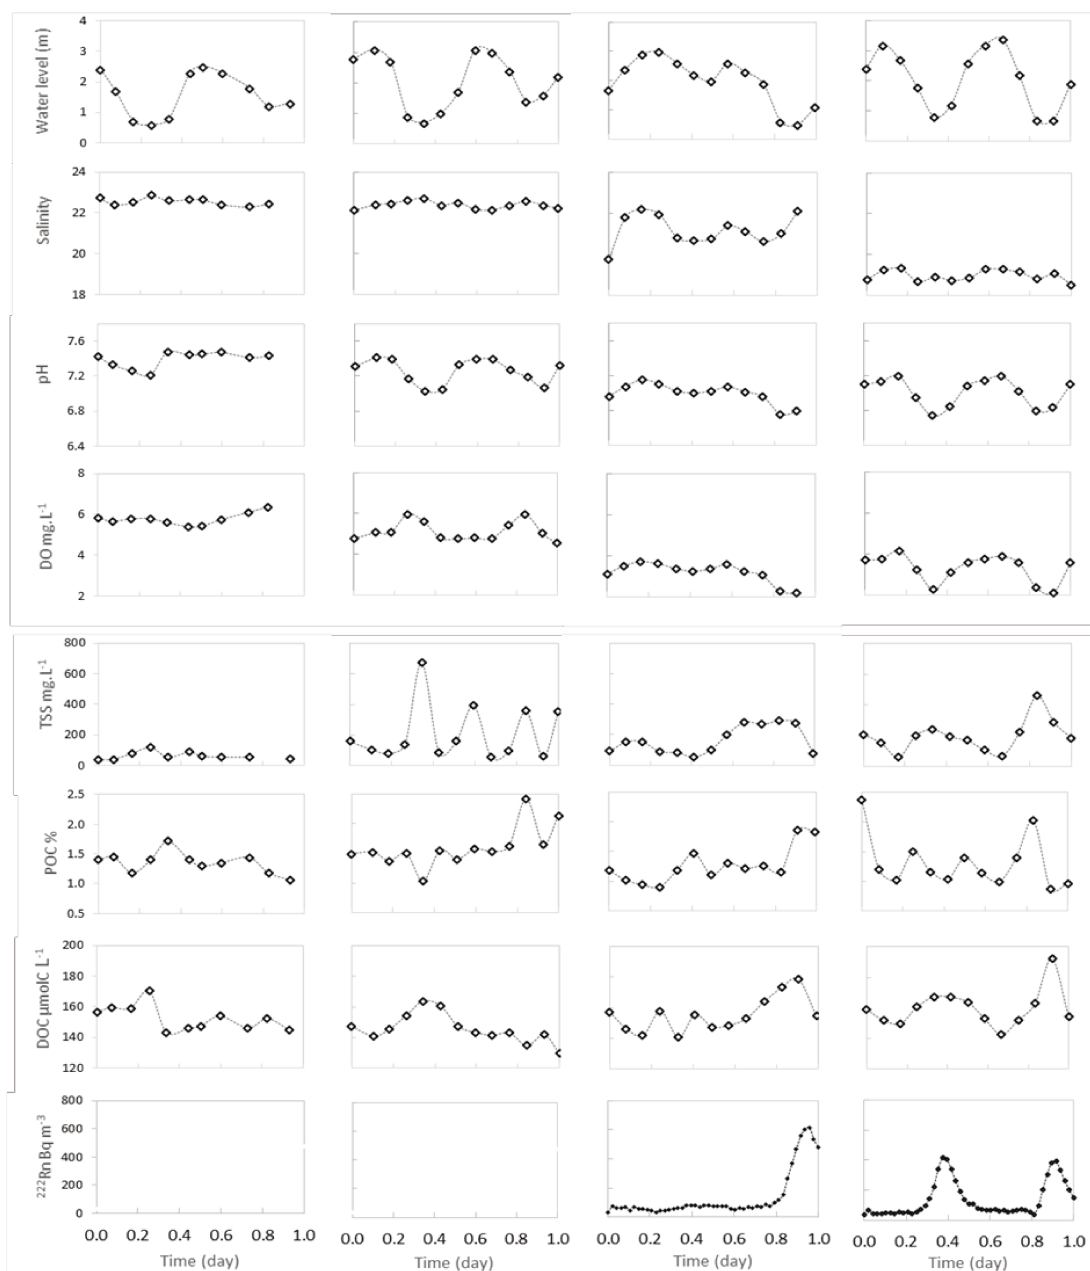 Water level (m)
4
3
2
1
0
Salinity
24
22
20
18
pH
7.6
7.2
6.8
6.4
DO mg.L-1
8
6
4
2
TSS mg.L-1
800
600
400
200
0
POC %
2.5
2.0
1.5
1.0
0.5
DOC µmolC L-1
200
180
160
140
120
222Rn Bq m-3
800
600
400
200
0
0.0 0.2 0.4 0.6 0.8 1.0
0.0 0.2 0.4 0.6 0.8 1.0
0.0 0.2 0.4 0.6 0.8 1.0
0.0 0.2 0.4 0.6 0.8 1.0
Time (day)
Time (day)
Time (day)
Time (day)